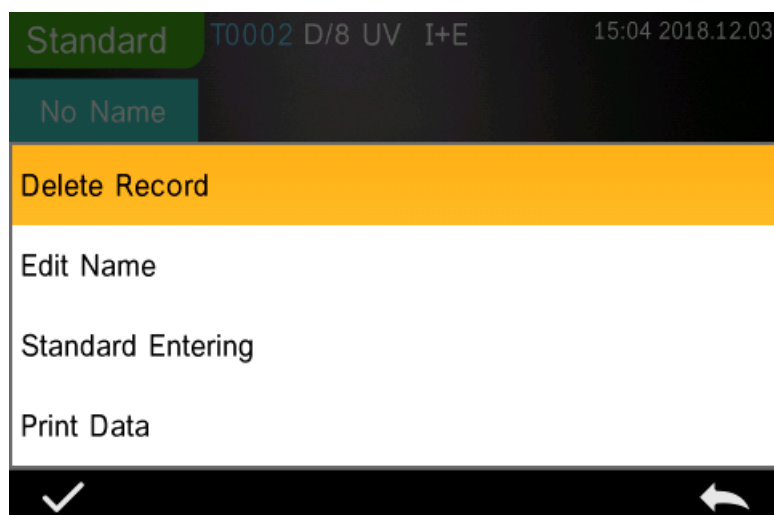 Standard T0002 D/8 UV I+E 15:04 2018.12.03
No Name
Delete Record
Edit Name
Standard Entering
Print Data